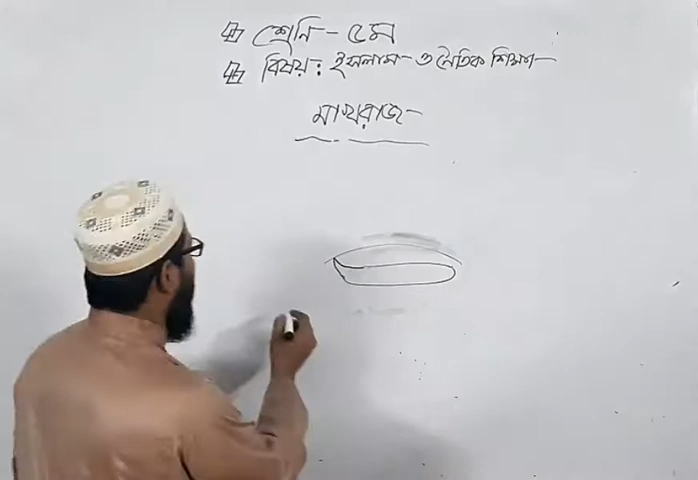 শ্রেনি - ৫ম
বিষয়: ইসলাম ও নৈতিক শিক্ষা
মাখরাজ